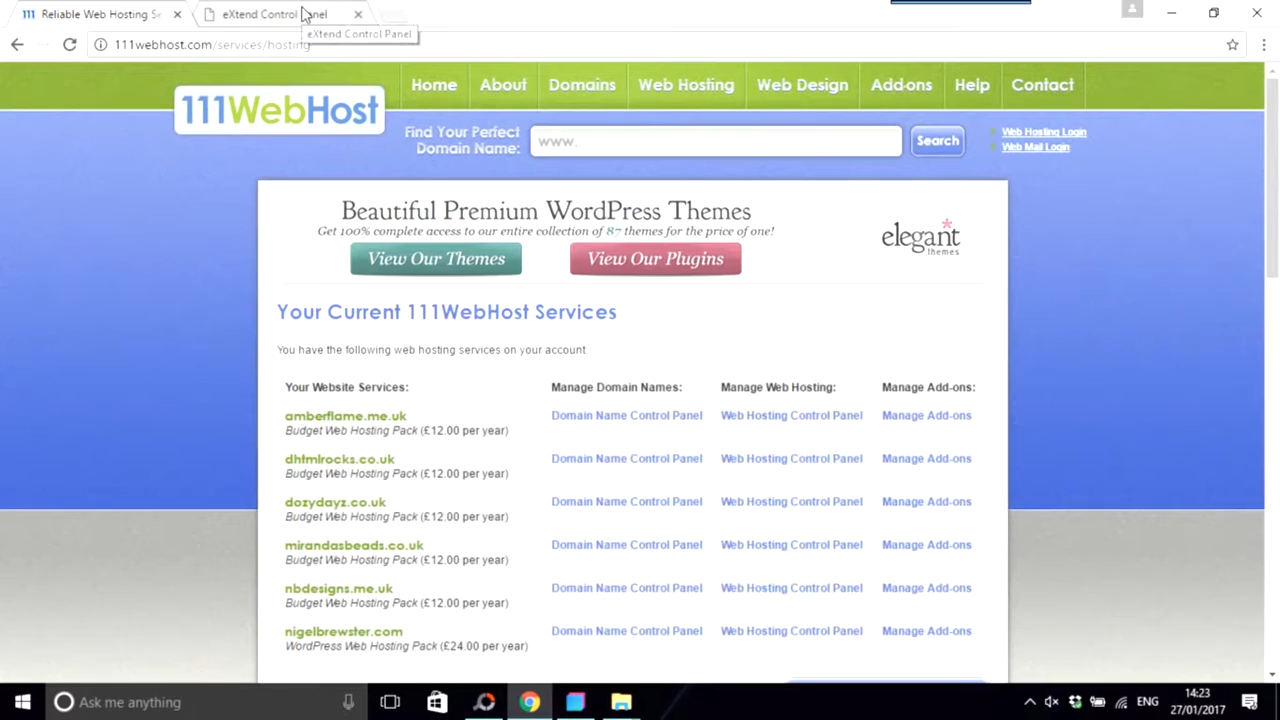 Reliable Web Hosting Se
eXtend Control Panel
eXtend Control Panel
111webhost.com/services/hosting
111WebHost
Home
About
Domains
Web Hosting
Web Design
Add-ons
Help
Contact
Find Your Perfect
Domain Name:
www.
Search
Web Hosting Login
Web Mail Login
Beautiful Premium WordPress Themes
Get 100% complete access to our entire collection of 87 themes for the price of one!
View Our Themes
View Our Plugins
elegant
themes
Your Current 111WebHost Services
You have the following web hosting services on your account
Your Website Services: Manage Domain Names: Manage Web Hosting: Manage Add-ons:
amberflame.me.uk Domain Name Control Panel Web Hosting Control Panel Manage Add-ons
Budget Web Hosting Pack (£12.00 per year)
dhtmlrocks.co.uk Domain Name Control Panel Web Hosting Control Panel Manage Add-ons
Budget Web Hosting Pack (£12.00 per year)
dozydayz.co.uk Domain Name Control Panel Web Hosting Control Panel Manage Add-ons
Budget Web Hosting Pack (£12.00 per year)
mirandasbeads.co.uk Domain Name Control Panel Web Hosting Control Panel Manage Add-ons
Budget Web Hosting Pack (£12.00 per year)
nbdesigns.me.uk Domain Name Control Panel Web Hosting Control Panel Manage Add-ons
Budget Web Hosting Pack (£12.00 per year)
nigelbrewster.com Domain Name Control Panel Web Hosting Control Panel Manage Add-ons
WordPress Web Hosting Pack (£24.00 per year)
Ask me anything
ENG
14:23
27/01/2017